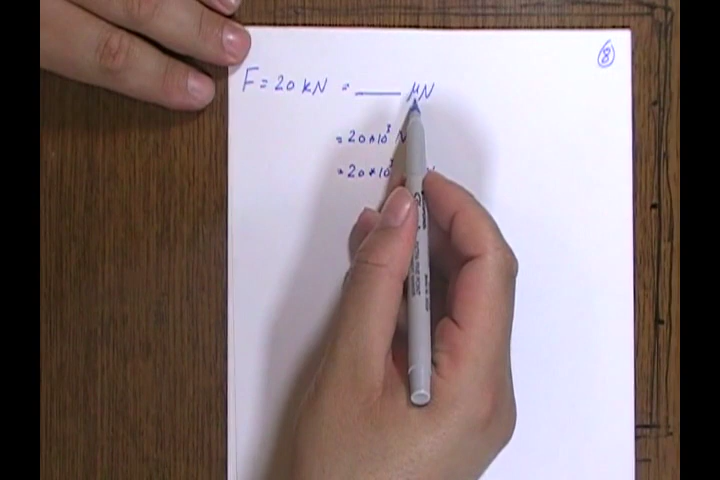 8
F = 20 kN = ____ μN
= 20 * 10³ N
= 20 * 10³